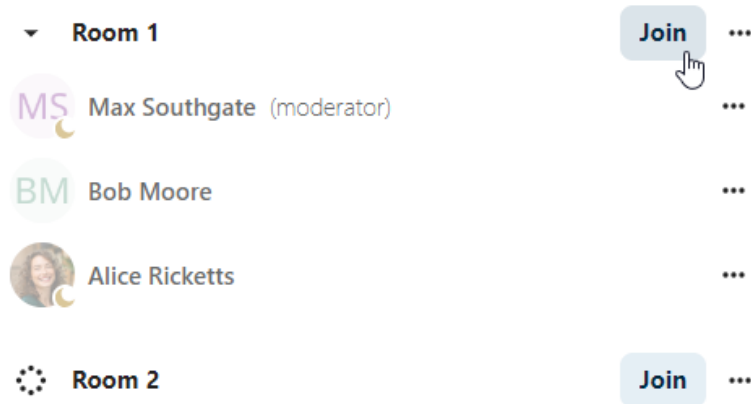 Room 1 Join
MS Max Southgate (moderator)
BM Bob Moore
Alice Ricketts
Room 2 Join